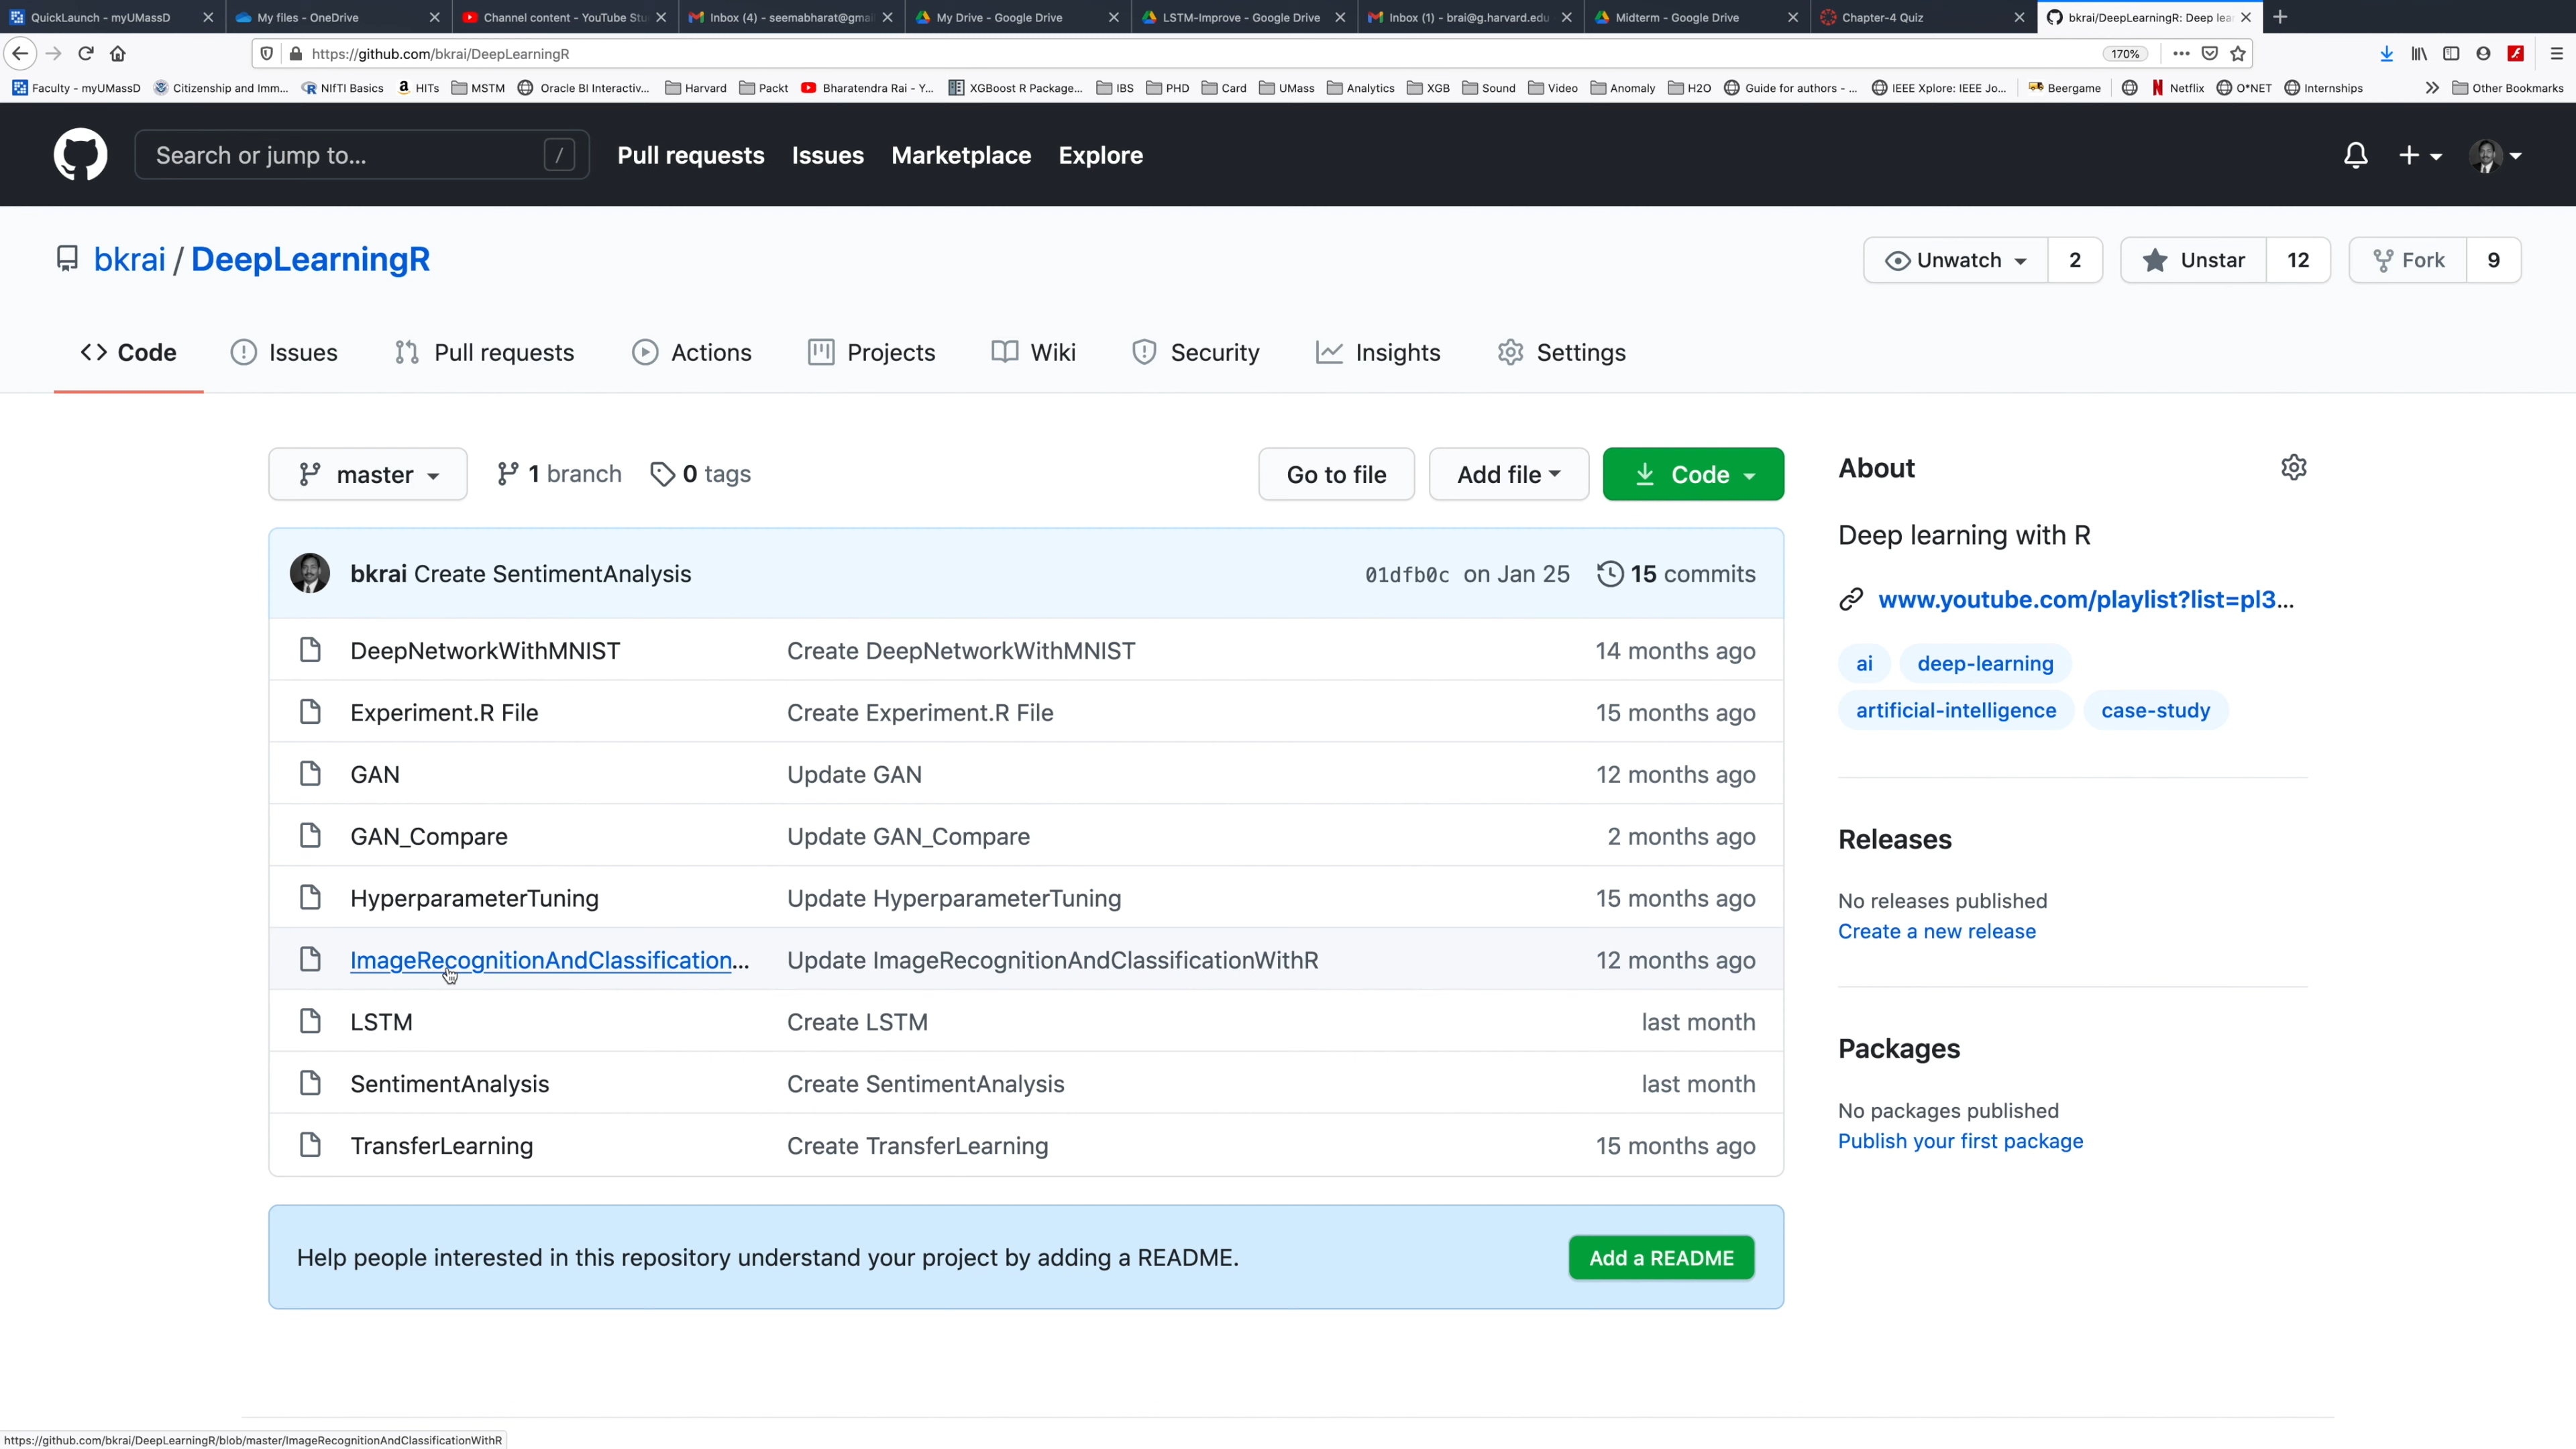 QuickLaunch - myUMassD
My files - OneDrive
Channel content - YouTube Stu
Inbox (4) - seemabharat@gmai
My Drive - Google Drive
LSTM-Improve - Google Drive
Inbox (1) - brai@g.harvard.edu
Midterm - Google Drive
Chapter-4 Quiz
bkrai/DeepLearningR: Deep lear
https://github.com/bkrai/DeepLearningR
170%
Faculty - myUMassD
Citizenship and Imm...
NIfTI Basics
HITs
MSTM
Oracle BI Interactiv...
Harvard
Packt
Bharatendra Rai - Y...
XGBoost R Package...
IBS
PHD
Card
UMass
Analytics
XGB
Sound
Video
Anomaly
H2O
Guide for authors - ...
IEEE Xplore: IEEE Jo...
Beergame
Netflix
O*NET
Internships
Other Bookmarks
Search or jump to...
/
Pull requests
Issues
Marketplace
Explore
bkrai / DeepLearningR
Unwatch
2
Unstar
12
Fork
9
Code
Issues
Pull requests
Actions
Projects
Wiki
Security
Insights
Settings
master
1 branch
0 tags
Go to file
Add file
Code
bkrai Create SentimentAnalysis
01dfb0c on Jan 25
15 commits
DeepNetworkWithMNIST Create DeepNetworkWithMNIST 14 months ago
Experiment.R File Create Experiment.R File 15 months ago
GAN Update GAN 12 months ago
GAN_Compare Update GAN_Compare 2 months ago
HyperparameterTuning Update HyperparameterTuning 15 months ago
ImageRecognitionAndClassification... Update ImageRecognitionAndClassificationWithR 12 months ago
LSTM Create LSTM last month
SentimentAnalysis Create SentimentAnalysis last month
TransferLearning Create TransferLearning 15 months ago
Help people interested in this repository understand your project by adding a README.
Add a README
About
Deep learning with R
www.youtube.com/playlist?list=pl3...
ai
deep-learning
artificial-intelligence
case-study
Releases
No releases published
Create a new release
Packages
No packages published
Publish your first package
https://github.com/bkrai/DeepLearningR/blob/master/ImageRecognitionAndClassificationWithR